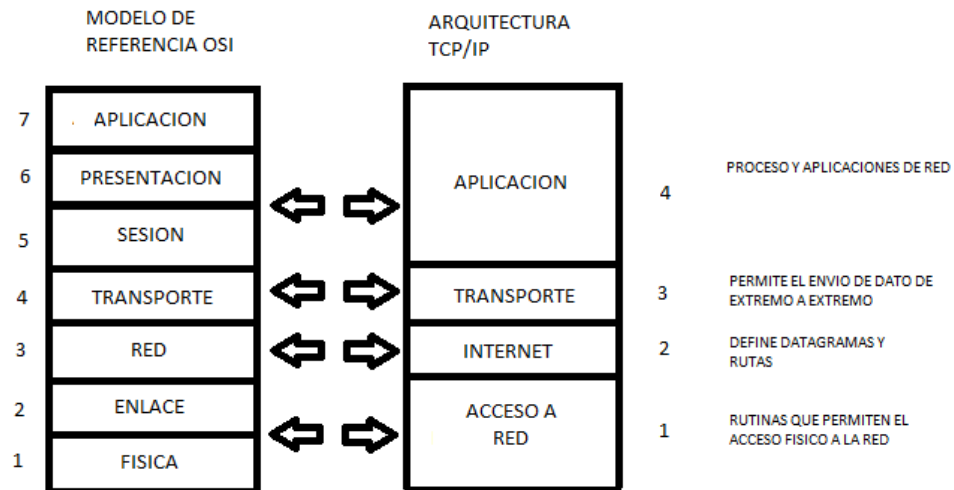 MODELO DE
REFERENCIA OSI
ARQUITECTURA
TCP/IP
7 APLICACION
6 PRESENTACION
5 SESION
4 TRANSPORTE
3 RED
2 ENLACE
1 FISICA
APLICACION 4 PROCESO Y APLICACIONES DE RED
TRANSPORTE 3 PERMITE EL ENVIO DE DATO DE
EXTREMO A EXTREMO
INTERNET 2 DEFINE DATAGRAMAS Y
RUTAS
ACCESO A
RED 1 RUTINAS QUE PERMITEN EL
ACCESO FISICO A LA RED